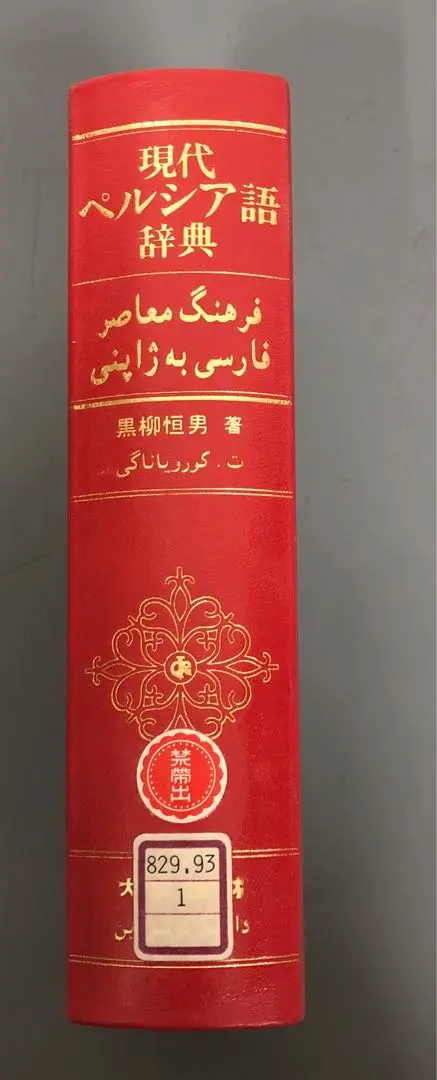 現代
ペルシア語
辞典
فرهنگ معاصر
فارسی به ژاپنی
黒柳恒男 著
ت . کورویاناگی
禁帯出
829.93
1